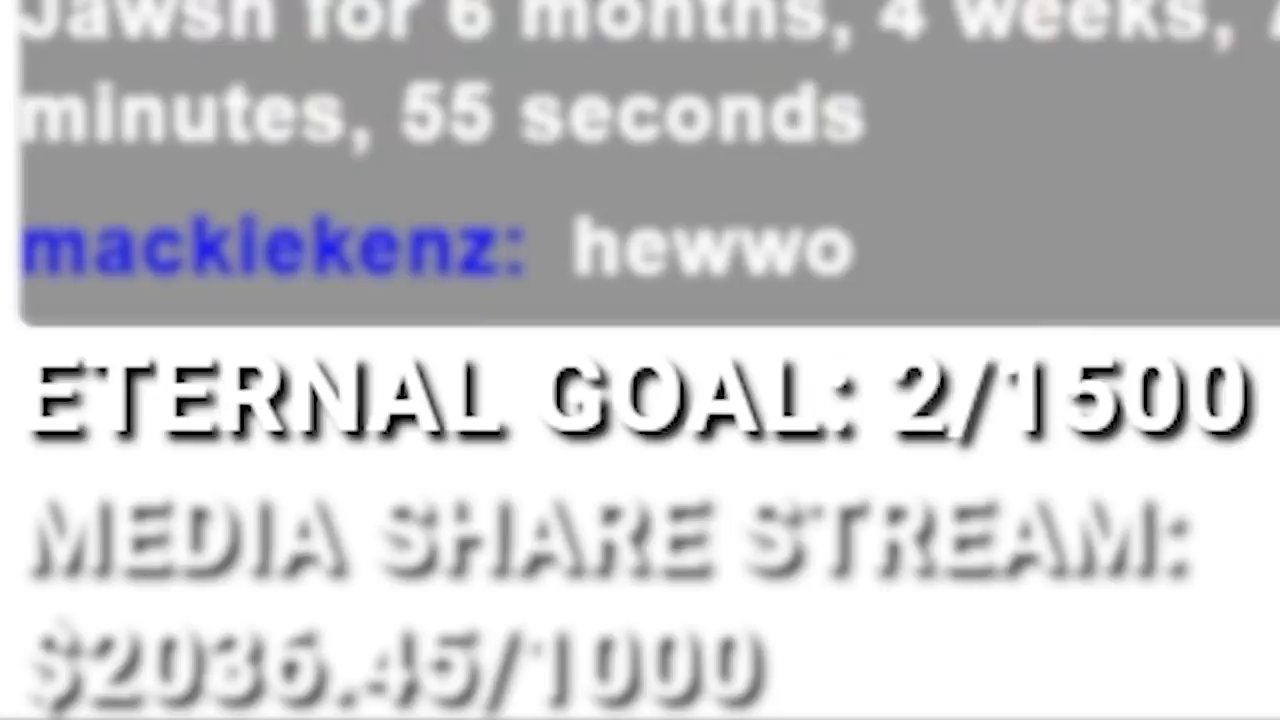 Jawsh for 6 months, 4 weeks,
minutes, 55 seconds
mackiekenz: hewwo
ETERNAL GOAL: 2/1500
MEDIA SHARE STREAM:
$2036.45/1000